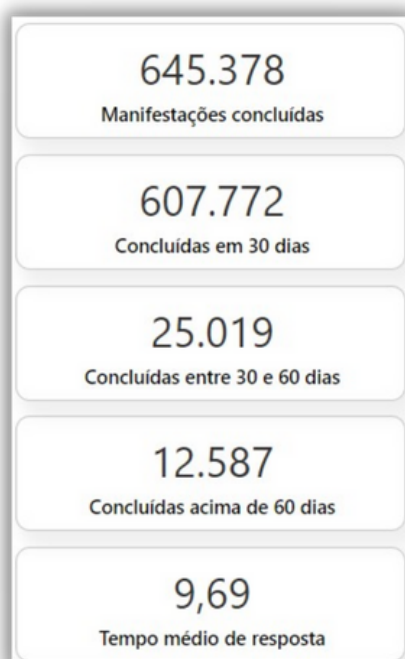 645.378
Manifestações concluídas
607.772
Concluídas em 30 dias
25.019
Concluídas entre 30 e 60 dias
12.587
Concluídas acima de 60 dias
9,69
Tempo médio de resposta